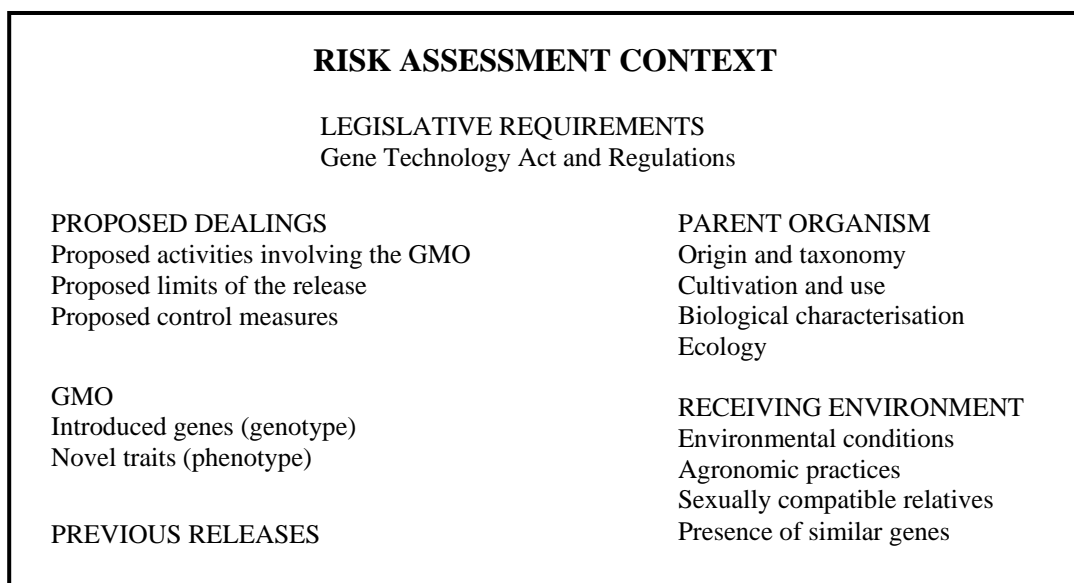 RISK ASSESSMENT CONTEXT
LEGISLATIVE REQUIREMENTS
Gene Technology Act and Regulations
PROPOSED DEALINGS
Proposed activities involving the GMO
Proposed limits of the release
Proposed control measures
GMO
Introduced genes (genotype)
Novel traits (phenotype)
PREVIOUS RELEASES
PARENT ORGANISM
Origin and taxonomy
Cultivation and use
Biological characterisation
Ecology
RECEIVING ENVIRONMENT
Environmental conditions
Agronomic practices
Sexually compatible relatives
Presence of similar genes